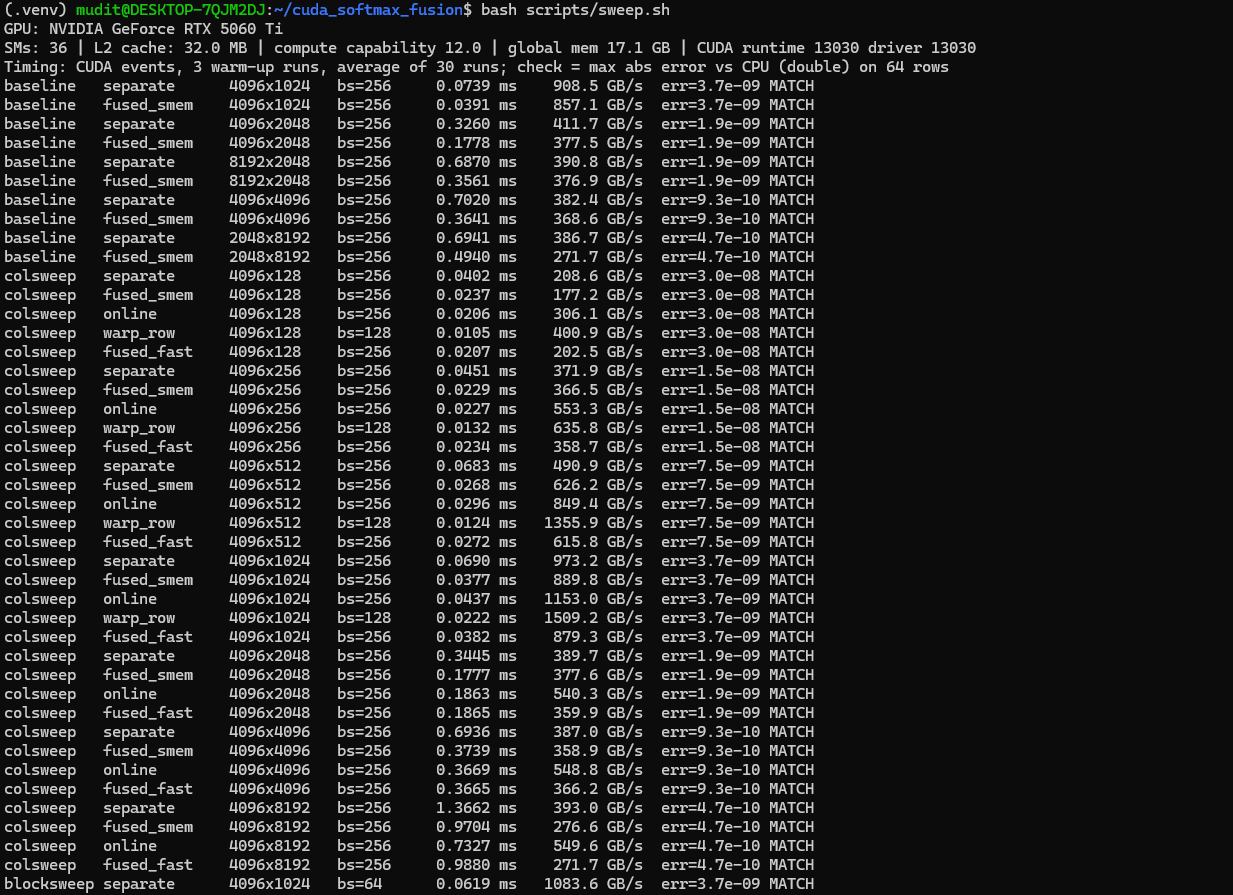 (.venv) mudit@DESKTOP-7QJM2DJ:~/cuda_softmax_fusion$ bash scripts/sweep.sh
GPU: NVIDIA GeForce RTX 5060 Ti
SMs: 36 | L2 cache: 32.0 MB | compute capability 12.0 | global mem 17.1 GB | CUDA runtime 13030 driver 13030
Timing: CUDA events, 3 warm-up runs, average of 30 runs; check = max abs error vs CPU (double) on 64 rows
baseline   separate      4096x1024   bs=256     0.0739 ms    908.5 GB/s  err=3.7e-09 MATCH
baseline   fused_smem    4096x1024   bs=256     0.0391 ms    857.1 GB/s  err=3.7e-09 MATCH
baseline   separate      4096x2048   bs=256     0.3260 ms    411.7 GB/s  err=1.9e-09 MATCH
baseline   fused_smem    4096x2048   bs=256     0.1778 ms    377.5 GB/s  err=1.9e-09 MATCH
baseline   separate      8192x2048   bs=256     0.6870 ms    390.8 GB/s  err=1.9e-09 MATCH
baseline   fused_smem    8192x2048   bs=256     0.3561 ms    376.9 GB/s  err=1.9e-09 MATCH
baseline   separate      4096x4096   bs=256     0.7020 ms    382.4 GB/s  err=9.3e-10 MATCH
baseline   fused_smem    4096x4096   bs=256     0.3641 ms    368.6 GB/s  err=9.3e-10 MATCH
baseline   separate      2048x8192   bs=256     0.6941 ms    386.7 GB/s  err=4.7e-10 MATCH
baseline   fused_smem    2048x8192   bs=256     0.4940 ms    271.7 GB/s  err=4.7e-10 MATCH
colsweep   separate      4096x128    bs=256     0.0402 ms    208.6 GB/s  err=3.0e-08 MATCH
colsweep   fused_smem    4096x128    bs=256     0.0237 ms    177.2 GB/s  err=3.0e-08 MATCH
colsweep   online        4096x128    bs=256     0.0206 ms    306.1 GB/s  err=3.0e-08 MATCH
colsweep   warp_row      4096x128    bs=128     0.0105 ms    400.9 GB/s  err=3.0e-08 MATCH
colsweep   fused_fast    4096x128    bs=256     0.0207 ms    202.5 GB/s  err=3.0e-08 MATCH
colsweep   separate      4096x256    bs=256     0.0451 ms    371.9 GB/s  err=1.5e-08 MATCH
colsweep   fused_smem    4096x256    bs=256     0.0229 ms    366.5 GB/s  err=1.5e-08 MATCH
colsweep   online        4096x256    bs=256     0.0227 ms    553.3 GB/s  err=1.5e-08 MATCH
colsweep   warp_row      4096x256    bs=128     0.0132 ms    635.8 GB/s  err=1.5e-08 MATCH
colsweep   fused_fast    4096x256    bs=256     0.0234 ms    358.7 GB/s  err=1.5e-08 MATCH
colsweep   separate      4096x512    bs=256     0.0683 ms    490.9 GB/s  err=7.5e-09 MATCH
colsweep   fused_smem    4096x512    bs=256     0.0268 ms    626.2 GB/s  err=7.5e-09 MATCH
colsweep   online        4096x512    bs=256     0.0296 ms    849.4 GB/s  err=7.5e-09 MATCH
colsweep   warp_row      4096x512    bs=128     0.0124 ms   1355.9 GB/s  err=7.5e-09 MATCH
colsweep   fused_fast    4096x512    bs=256     0.0272 ms    615.8 GB/s  err=7.5e-09 MATCH
colsweep   separate      4096x1024   bs=256     0.0690 ms    973.2 GB/s  err=3.7e-09 MATCH
colsweep   fused_smem    4096x1024   bs=256     0.0377 ms    889.8 GB/s  err=3.7e-09 MATCH
colsweep   online        4096x1024   bs=256     0.0437 ms   1153.0 GB/s  err=3.7e-09 MATCH
colsweep   warp_row      4096x1024   bs=128     0.0222 ms   1509.2 GB/s  err=3.7e-09 MATCH
colsweep   fused_fast    4096x1024   bs=256     0.0382 ms    879.3 GB/s  err=3.7e-09 MATCH
colsweep   separate      4096x2048   bs=256     0.3445 ms    389.7 GB/s  err=1.9e-09 MATCH
colsweep   fused_smem    4096x2048   bs=256     0.1777 ms    377.6 GB/s  err=1.9e-09 MATCH
colsweep   online        4096x2048   bs=256     0.1863 ms    540.3 GB/s  err=1.9e-09 MATCH
colsweep   fused_fast    4096x2048   bs=256     0.1865 ms    359.9 GB/s  err=1.9e-09 MATCH
colsweep   separate      4096x4096   bs=256     0.6936 ms    387.0 GB/s  err=9.3e-10 MATCH
colsweep   fused_smem    4096x4096   bs=256     0.3739 ms    358.9 GB/s  err=9.3e-10 MATCH
colsweep   online        4096x4096   bs=256     0.3669 ms    548.8 GB/s  err=9.3e-10 MATCH
colsweep   fused_fast    4096x4096   bs=256     0.3665 ms    366.2 GB/s  err=9.3e-10 MATCH
colsweep   separate      4096x8192   bs=256     1.3662 ms    393.0 GB/s  err=4.7e-10 MATCH
colsweep   fused_smem    4096x8192   bs=256     0.9704 ms    276.6 GB/s  err=4.7e-10 MATCH
colsweep   online        4096x8192   bs=256     0.7327 ms    549.6 GB/s  err=4.7e-10 MATCH
colsweep   fused_fast    4096x8192   bs=256     0.9880 ms    271.7 GB/s  err=4.7e-10 MATCH
blocksweep separate      4096x1024   bs=64      0.0619 ms   1083.6 GB/s  err=3.7e-09 MATCH